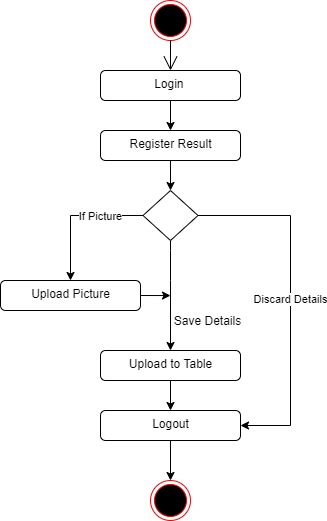 Login
Register Result
If Picture
Upload Picture
Discard Details
Save Details
Upload to Table
Logout